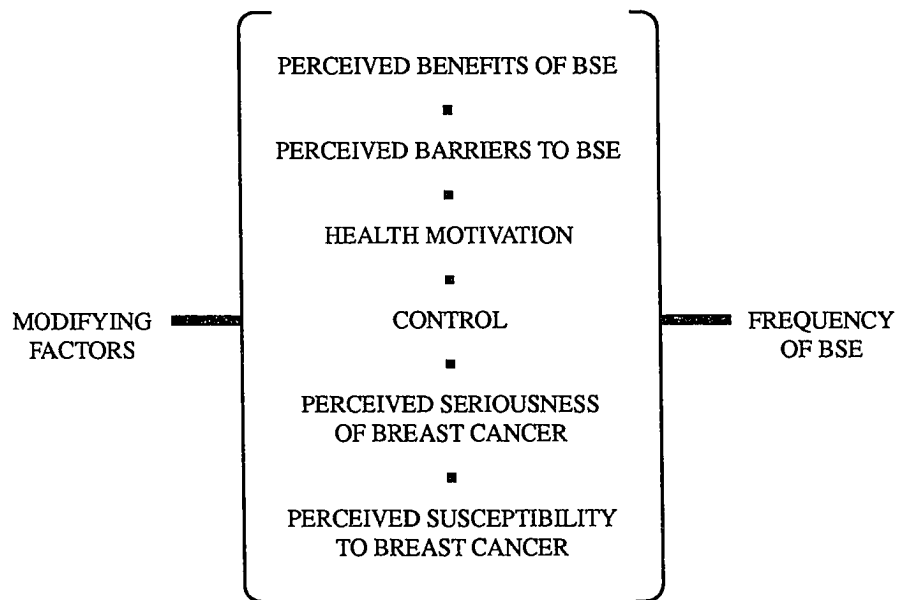 PERCEIVED BENEFITS OF BSE
PERCEIVED BARRIERS TO BSE
HEALTH MOTIVATION
MODIFYING FACTORS
CONTROL
FREQUENCY OF BSE
PERCEIVED SERIOUSNESS
OF BREAST CANCER
PERCEIVED SUSCEPTIBILITY
TO BREAST CANCER